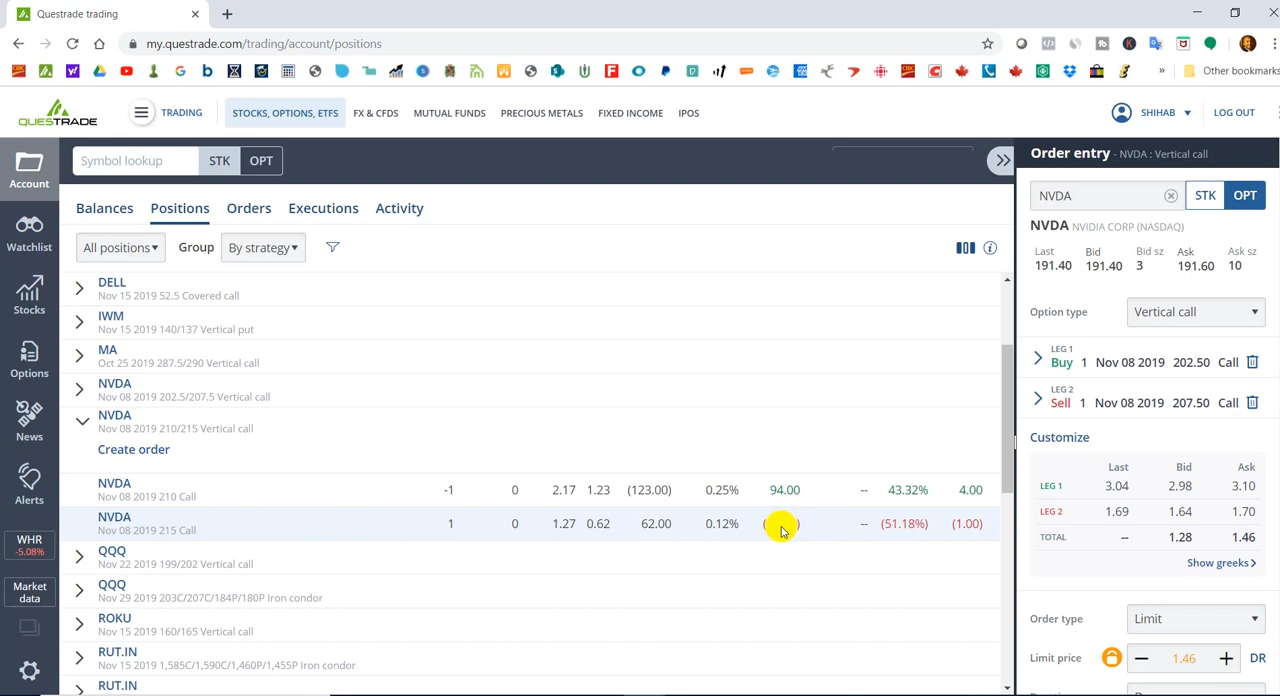 Questrade trading
my.questrade.com/trading/account/positions
Other bookmarks
QUESTRADE
TRADING
STOCKS, OPTIONS, ETFS
FX & CFDS
MUTUAL FUNDS
PRECIOUS METALS
FIXED INCOME
IPOS
SHIHAB
LOG OUT
Account
Watchlist
Stocks
Options
News
Alerts
WHR
-5.08%
Market
data
Symbol lookup
STK
OPT
Balances
Positions
Orders
Executions
Activity
All positions
Group
By strategy
DELL
Nov 15 2019 52.5 Covered call
IWM
Nov 15 2019 140/137 Vertical put
MA
Oct 25 2019 287.5/290 Vertical call
NVDA
Nov 08 2019 202.5/207.5 Vertical call
NVDA
Nov 08 2019 210/215 Vertical call
Create order
NVDA
Nov 08 2019 210 Call
-1 0 2.17 1.23 (123.00) 0.25% 94.00 -- 43.32% 4.00
NVDA
Nov 08 2019 215 Call
1 0 1.27 0.62 62.00 0.12% -- (51.18%) (1.00)
QQQ
Nov 22 2019 199/202 Vertical call
QQQ
Nov 29 2019 203C/207C/184P/180P Iron condor
ROKU
Nov 15 2019 160/165 Vertical call
RUT.IN
Nov 15 2019 1,585C/1,590C/1,460P/1,455P Iron condor
RUT.IN
Order entry - NVDA : Vertical call
NVDA
STK
OPT
NVDA NVIDIA CORP (NASDAQ)
Last Bid Bid sz Ask Ask sz
191.40 191.40 3 191.60 10
Option type
Vertical call
LEG 1
Buy 1 Nov 08 2019 202.50 Call
LEG 2
Sell 1 Nov 08 2019 207.50 Call
Customize
Last Bid Ask
LEG 1 3.04 2.98 3.10
LEG 2 1.69 1.64 1.70
TOTAL -- 1.28 1.46
Show greeks
Order type
Limit
Limit price
1.46
DR